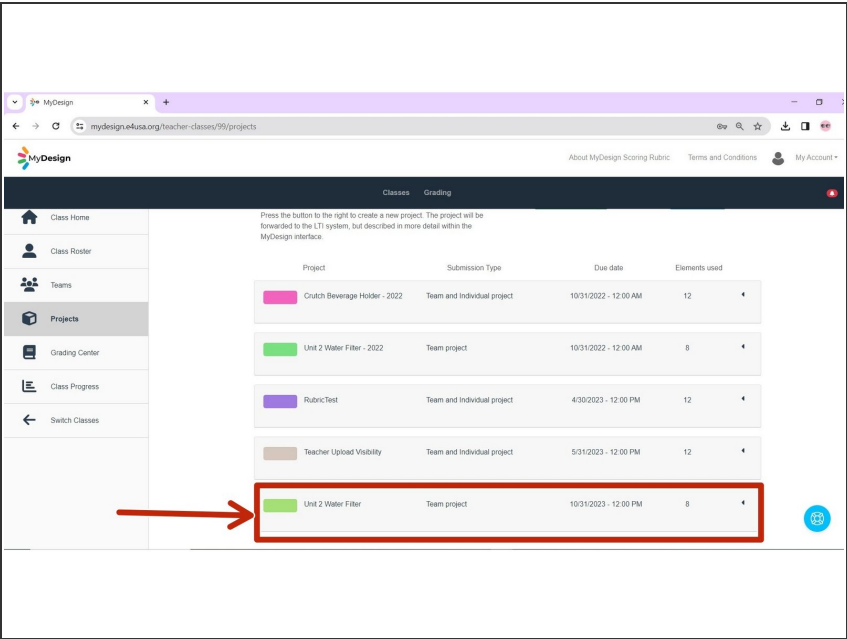 MyDesign
mydesign.e4usa.org/teacher-classes/99/projects
MyDesign
About MyDesign Scoring Rubric Terms and Conditions My Account
Classes Grading
Class Home
Class Roster
Teams
Projects
Grading Center
Class Progress
Switch Classes
Press the button to the right to create a new project. The project will be
forwarded to the LTI system, but described in more detail within the
MyDesign interface.
Project Submission Type Due date Elements used
Crutch Beverage Holder - 2022 Team and Individual project 10/31/2022 - 12:00 AM 12
Unit 2 Water Filter - 2022 Team project 10/31/2022 - 12:00 AM 8
RubricTest Team and Individual project 4/30/2023 - 12:00 PM 12
Teacher Upload Visibility Team and Individual project 5/31/2023 - 12:00 PM 12
Unit 2 Water Filter Team project 10/31/2023 - 12:00 PM 8